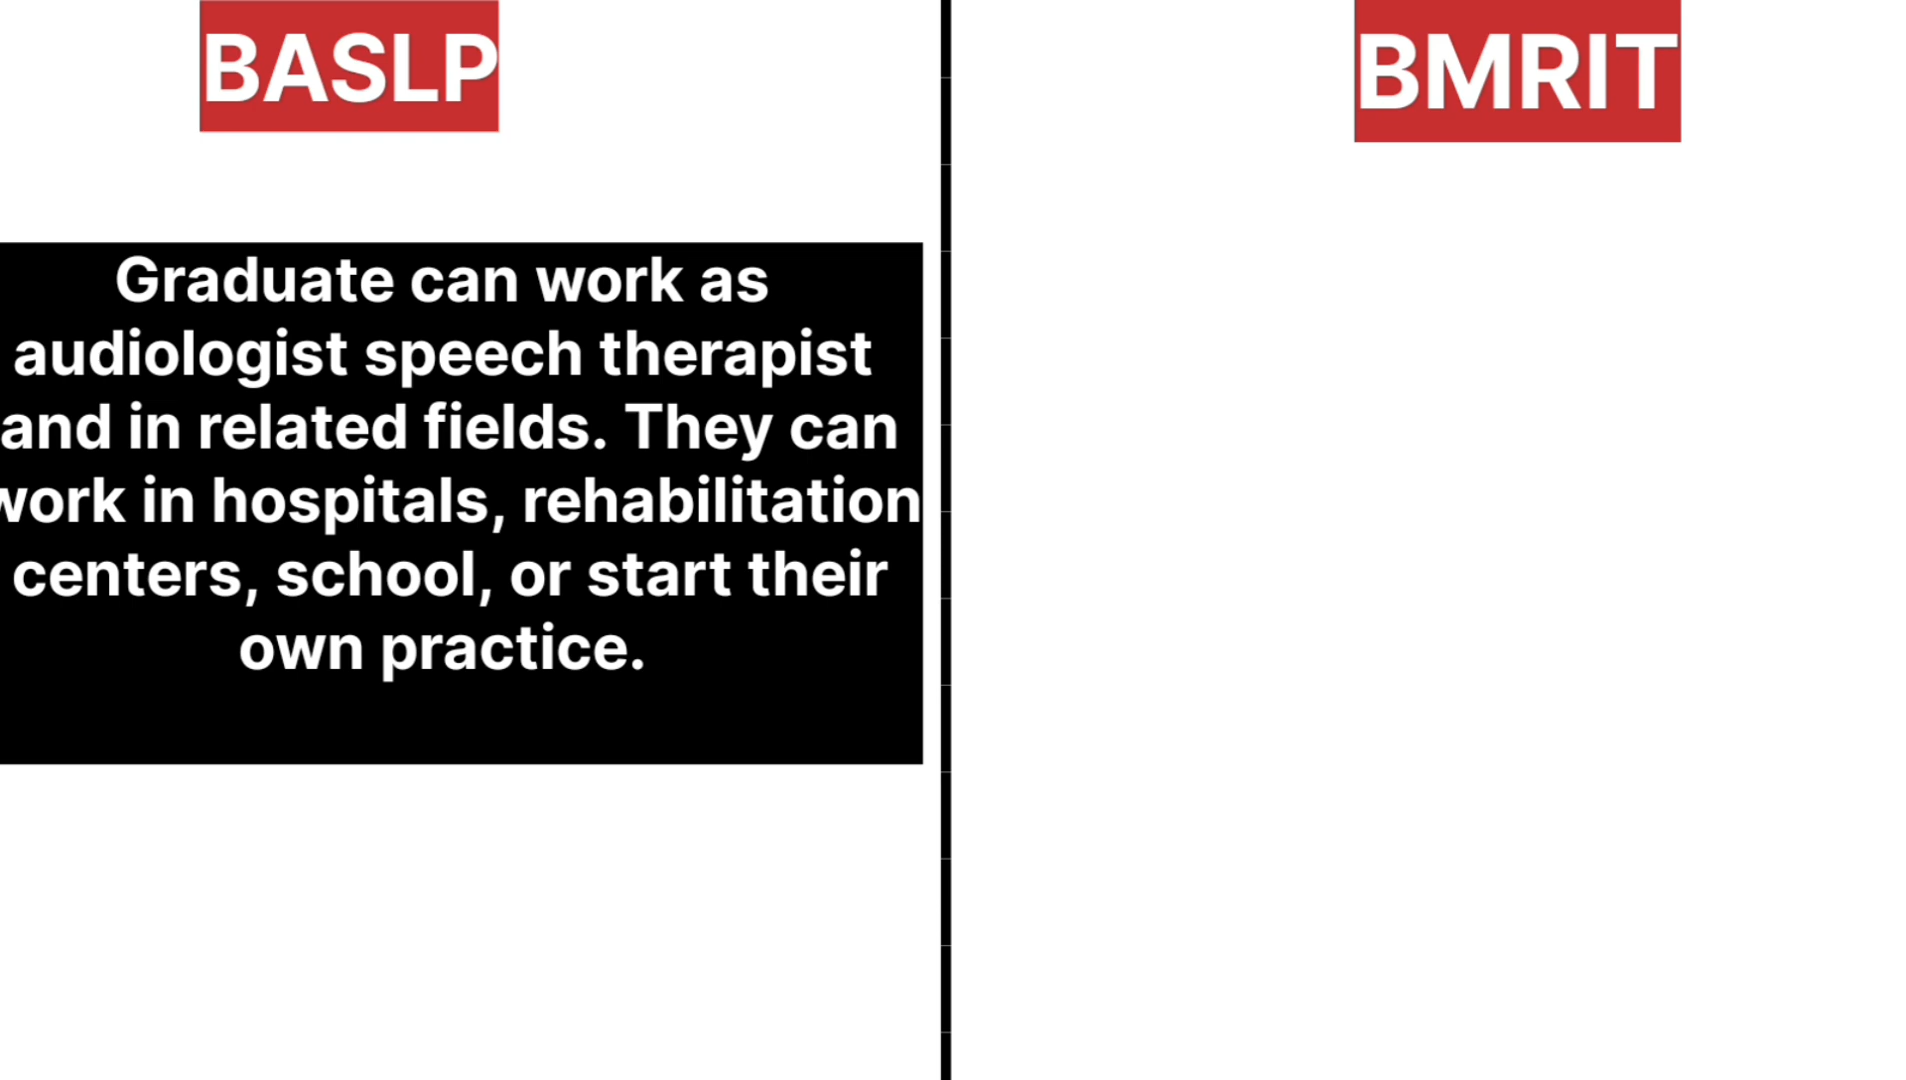 BASLP
Graduate can work as
audiologist speech therapist
and in related fields. They can
work in hospitals, rehabilitation
centers, school, or start their
own practice.
BMRIT